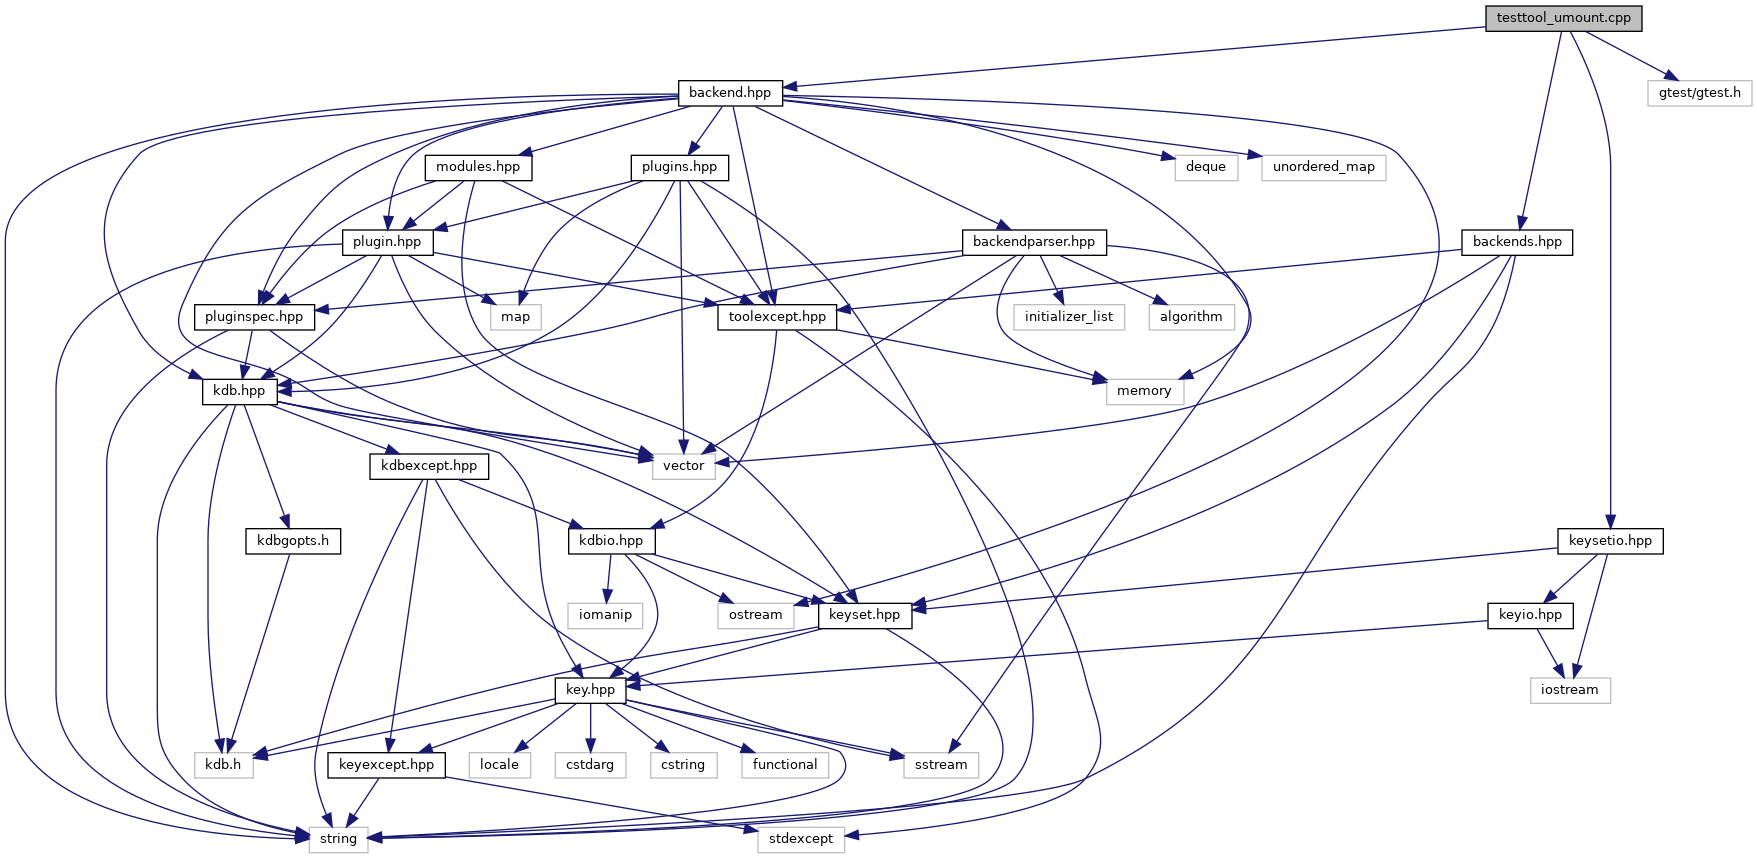 testtool_umount.cpp
backend.hpp
gtest/gtest.h
modules.hpp
plugins.hpp
deque
unordered_map
plugin.hpp
backendparser.hpp
backends.hpp
pluginspec.hpp
map
toolexcept.hpp
initializer_list
algorithm
kdb.hpp
memory
kdbexcept.hpp
vector
kdbgopts.h
kdbio.hpp
keysetio.hpp
iomanip
ostream
keyset.hpp
keyio.hpp
key.hpp
iostream
kdb.h
keyexcept.hpp
locale
cstdarg
cstring
functional
sstream
string
stdexcept